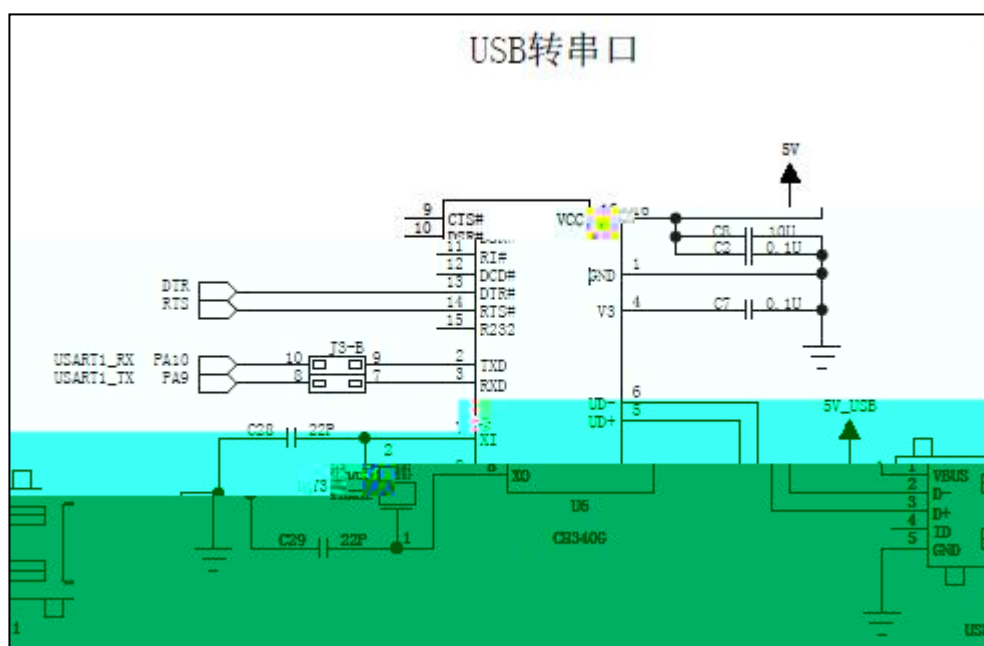 USB转串口
5V
9 CTS# VCC 16
10 DSR#
C8 10U
11 RI# C2 0.1U
12 DCD# GND 1
DTR 13 DTR#
RTS 14 RTS# V3 4 C7 0.1U
15 R232
J3-B
USART1_RX PA10 10 9 2 TXD
USART1_TX PA9 8 7 3 RXD
UD- 6
UD+ 5 5V_USB
C28 22P XI
2
8 XO 1 VBUS
2 D-
U6 3 D+
4 ID
C29 22P 1 CH340G 5 GND
1